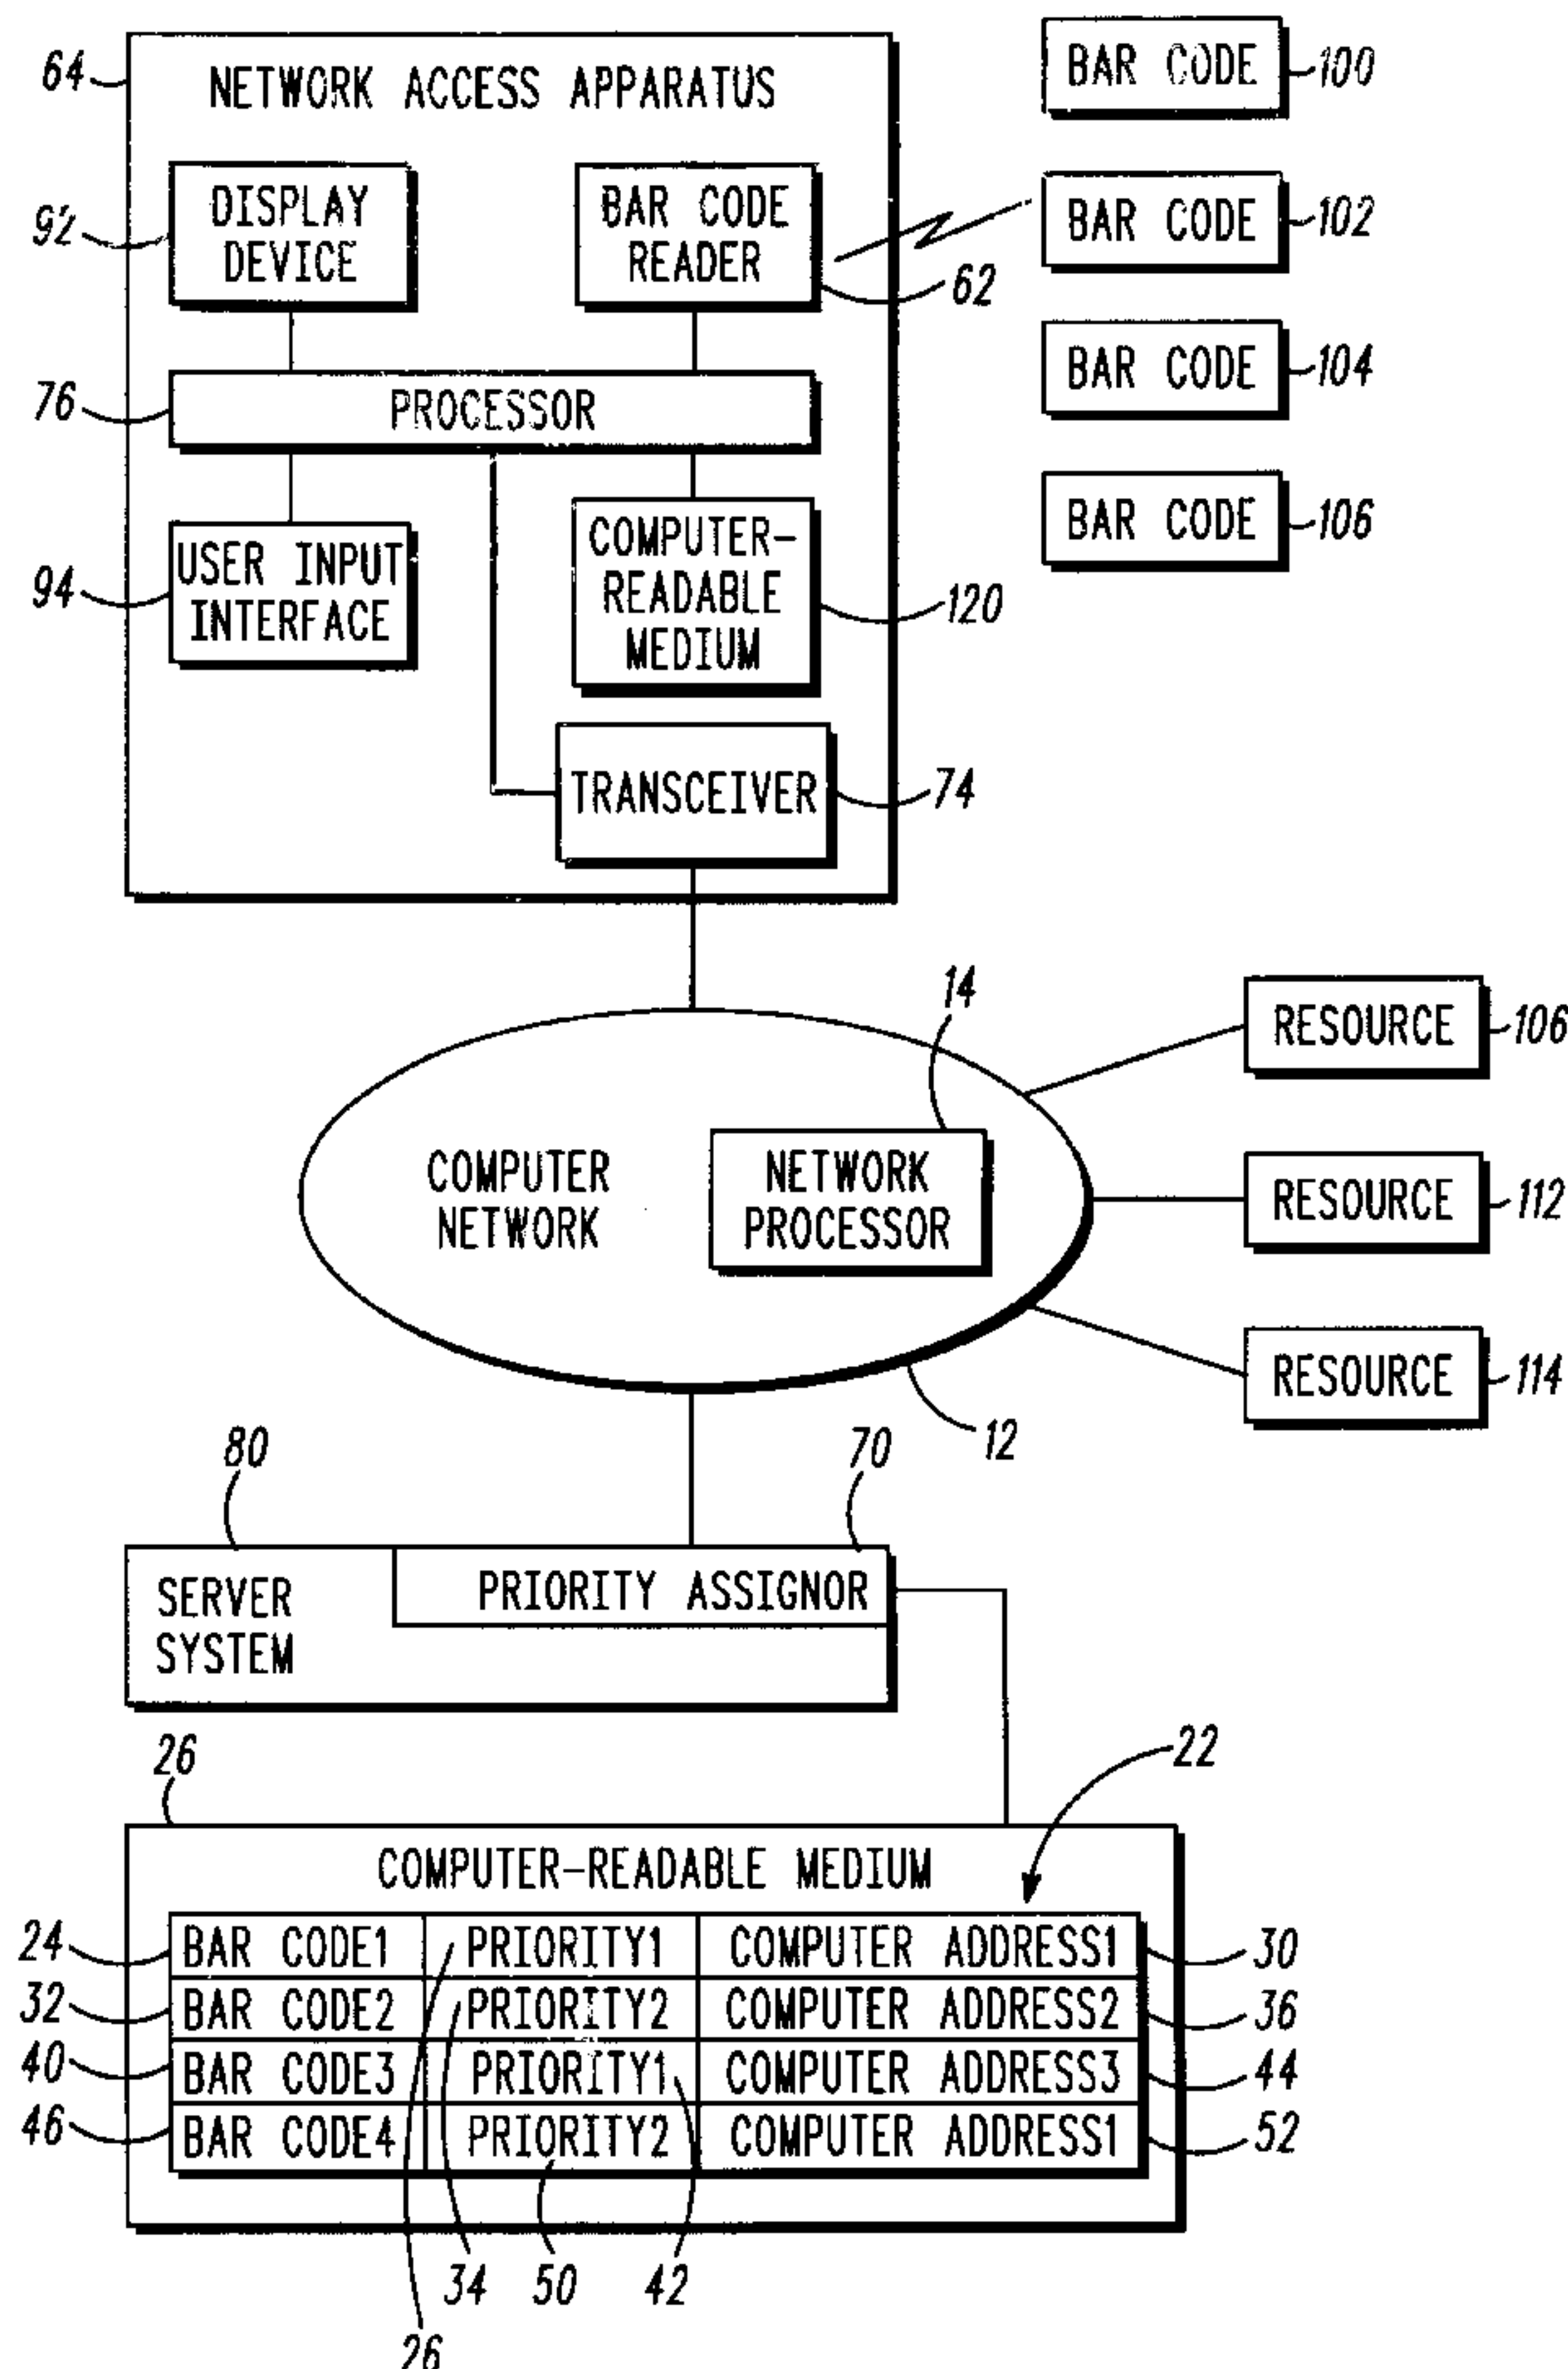 64
NETWORK ACCESS APPARATUS
BAR CODE
100
92
DISPLAY
DEVICE
BAR CODE
READER
62
BAR CODE
102
BAR CODE
104
76
PROCESSOR
BAR CODE
106
94
USER INPUT
INTERFACE
COMPUTER-
READABLE
MEDIUM
120
TRANSCEIVER
74
14
RESOURCE
106
COMPUTER
NETWORK
NETWORK
PROCESSOR
RESOURCE
112
RESOURCE
114
12
80
70
SERVER
SYSTEM
PRIORITY ASSIGNOR
26
22
COMPUTER-READABLE MEDIUM
24 BAR CODE1 PRIORITY1 COMPUTER ADDRESS1 30
32 BAR CODE2 PRIORITY2 COMPUTER ADDRESS2 36
40 BAR CODE3 PRIORITY1 COMPUTER ADDRESS3 44
46 BAR CODE4 PRIORITY2 COMPUTER ADDRESS1 52
34 50 42
26